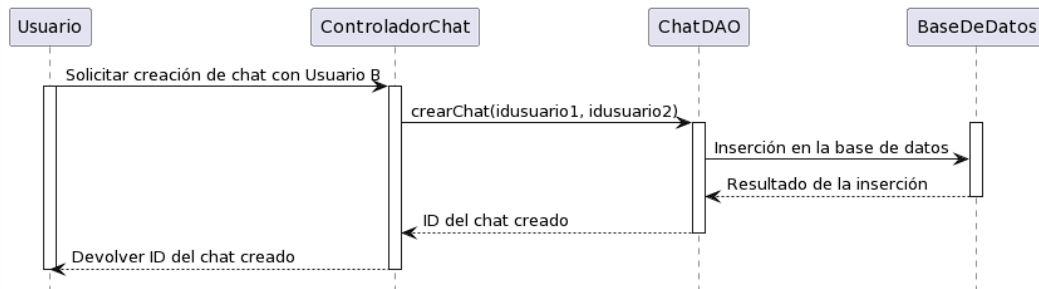 Usuario
ControladorChat
ChatDAO
BaseDeDatos
Solicitar creación de chat con Usuario B
crearChat(idusuario1, idusuario2)
Inserción en la base de datos
Resultado de la inserción
ID del chat creado
Devolver ID del chat creado